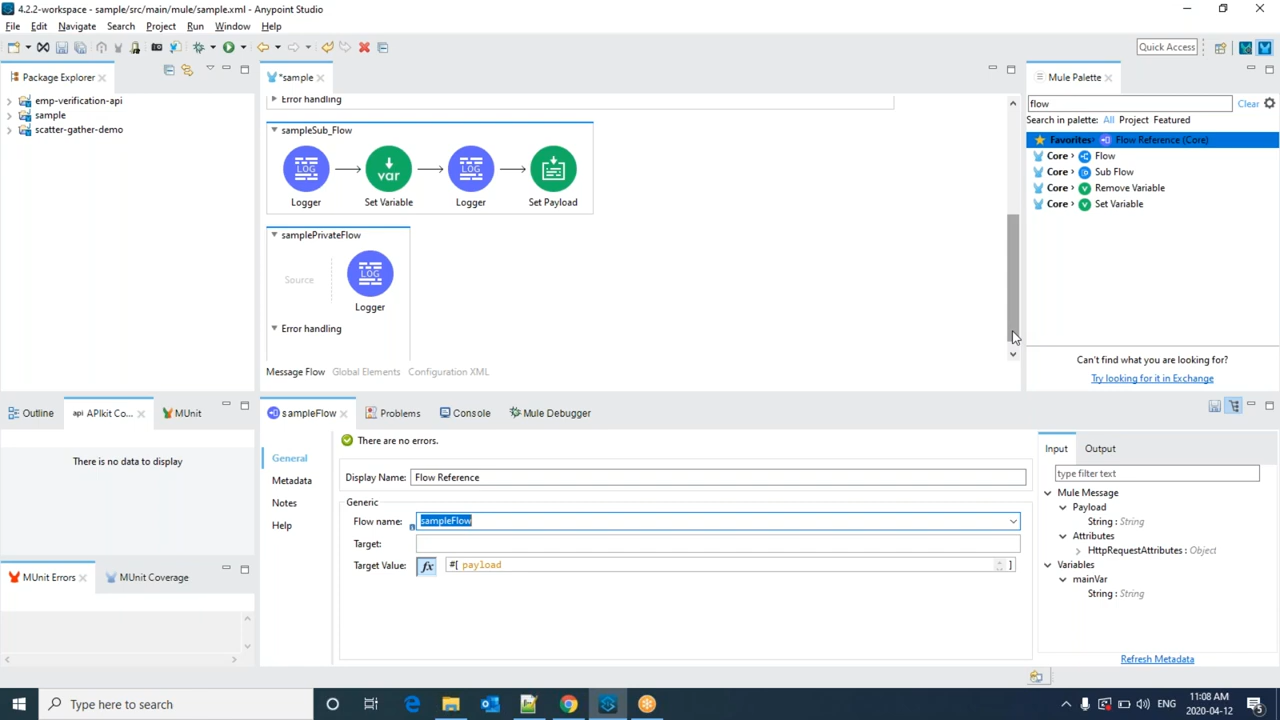 4.2.2-workspace - sample/src/main/mule/sample.xml - Anypoint Studio
File Edit Navigate Search Project Run Window Help
Quick Access
Package Explorer
emp-verification-api
sample
scatter-gather-demo
*sample
Error handling
sampleSub_Flow
LOG
var
LOG
Logger
Set Variable
Logger
Set Payload
samplePrivateFlow
Source
LOG
Logger
Error handling
Message Flow Global Elements Configuration XML
Mule Palette
flow
Clear
Search in palette: All Project Featured
Favorites> Flow Reference (Core)
Core> Flow
Core> Sub Flow
Core> Remove Variable
Core> Set Variable
Can't find what you are looking for?
Try looking for it in Exchange
Outline
api APIkit Co...
MUnit
There is no data to display
MUnit Errors
MUnit Coverage
sampleFlow
Problems
Console
Mule Debugger
There are no errors.
General
Metadata
Notes
Help
Display Name: Flow Reference
Generic
Flow name: sampleFlow
Target:
Target Value: fx #[ payload ]
Input Output
type filter text
Mule Message
Payload
String : String
Attributes
HttpRequestAttributes : Object
Variables
mainVar
String : String
Refresh Metadata
Type here to search
ENG
11:08 AM
2020-04-12
5